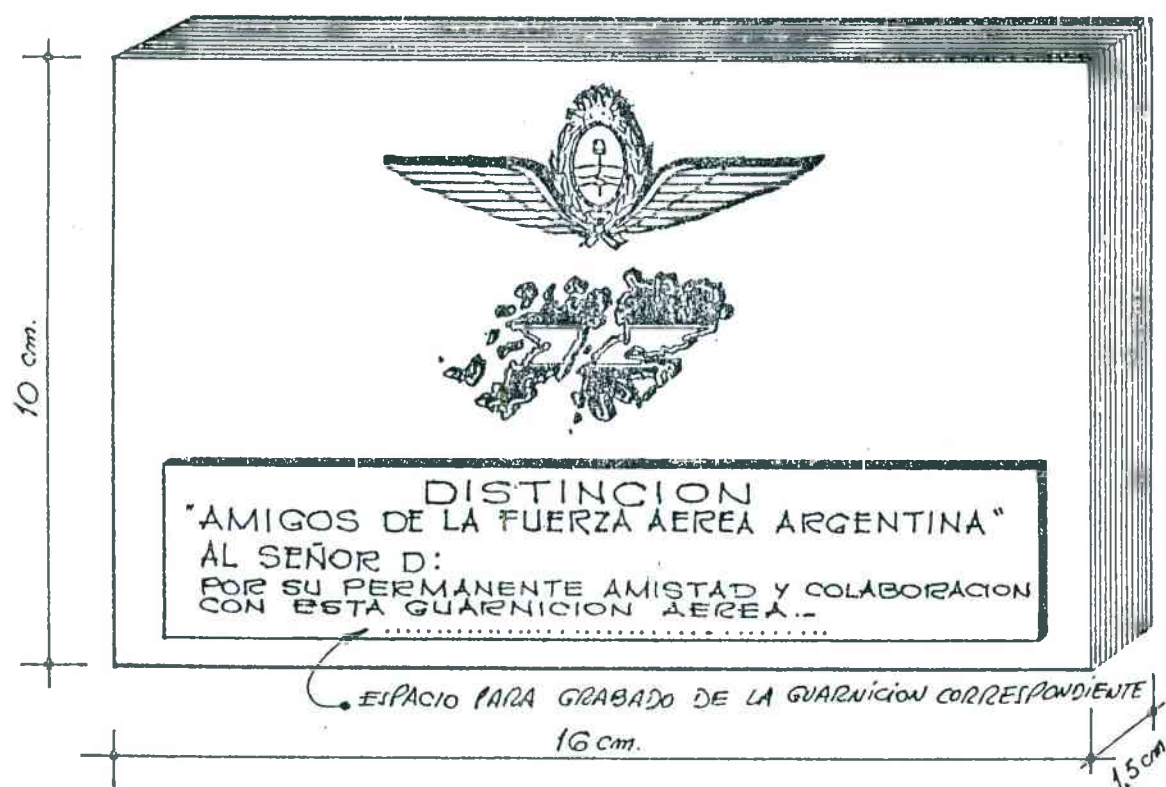 10 cm.
DISTINCION
"AMIGOS DE LA FUERZA AEREA ARGENTINA"
AL SEÑOR D:
POR SU PERMANENTE AMISTAD Y COLABORACION
CON ESTA GUARNICION AEREA.-
ESPACIO PARA GRABADO DE LA GUARNICION CORRESPONDIENTE
16 cm.
1,5 cm